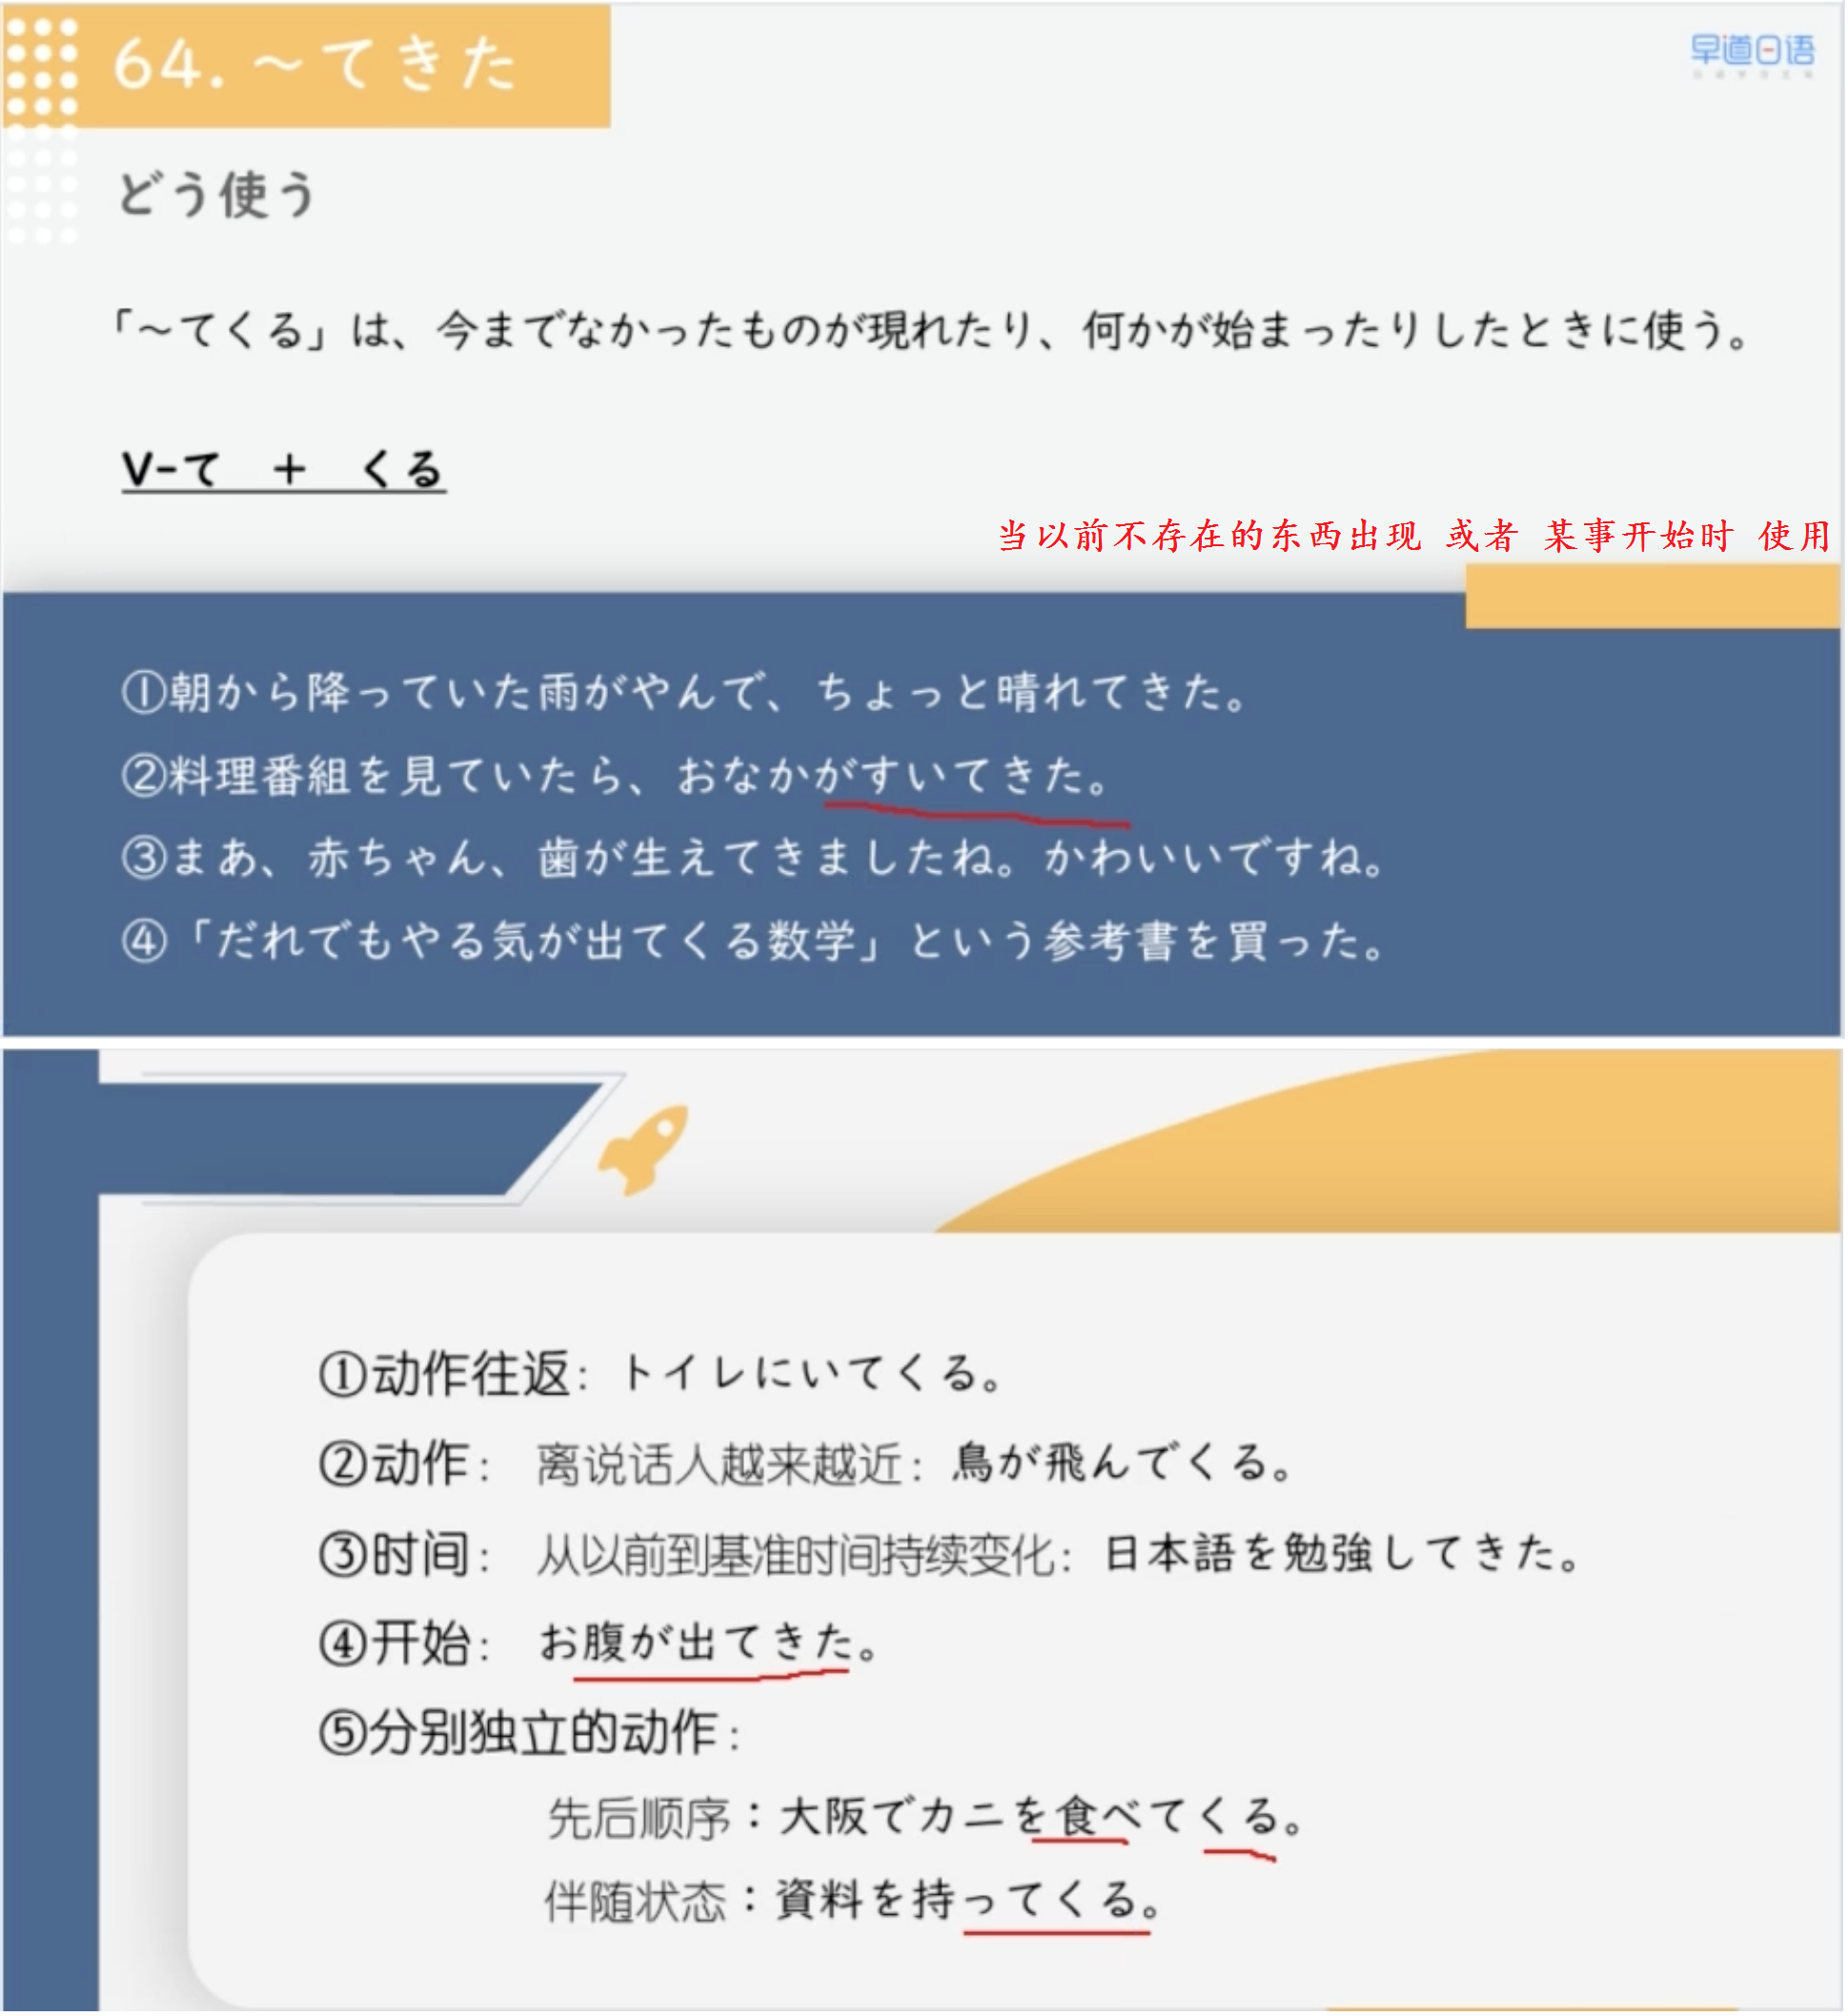 64. ～てきた
早道日语
どう使う
「～てくる」は、今までなかったものが現れたり、何かが始まったりしたときに使う。
V-て ＋ くる
当以前不存在的东西出现 或者 某事开始时 使用
①朝から降っていた雨がやんで、ちょっと晴れてきた。
②料理番組を見ていたら、おなかがすいてきた。
③まあ、赤ちゃん、歯が生えてきましたね。かわいいですね。
④「だれでもやる気が出てくる数学」という参考書を買った。
①动作往返：トイレにいてくる。
②动作： 离说话人越来越近：鳥が飛んでくる。
③时间： 从以前到基准时间持续变化：日本語を勉強してきた。
④开始： お腹が出てきた。
⑤分别独立的动作：
先后顺序：大阪でカニを食べてくる。
伴随状态：資料を持ってくる。